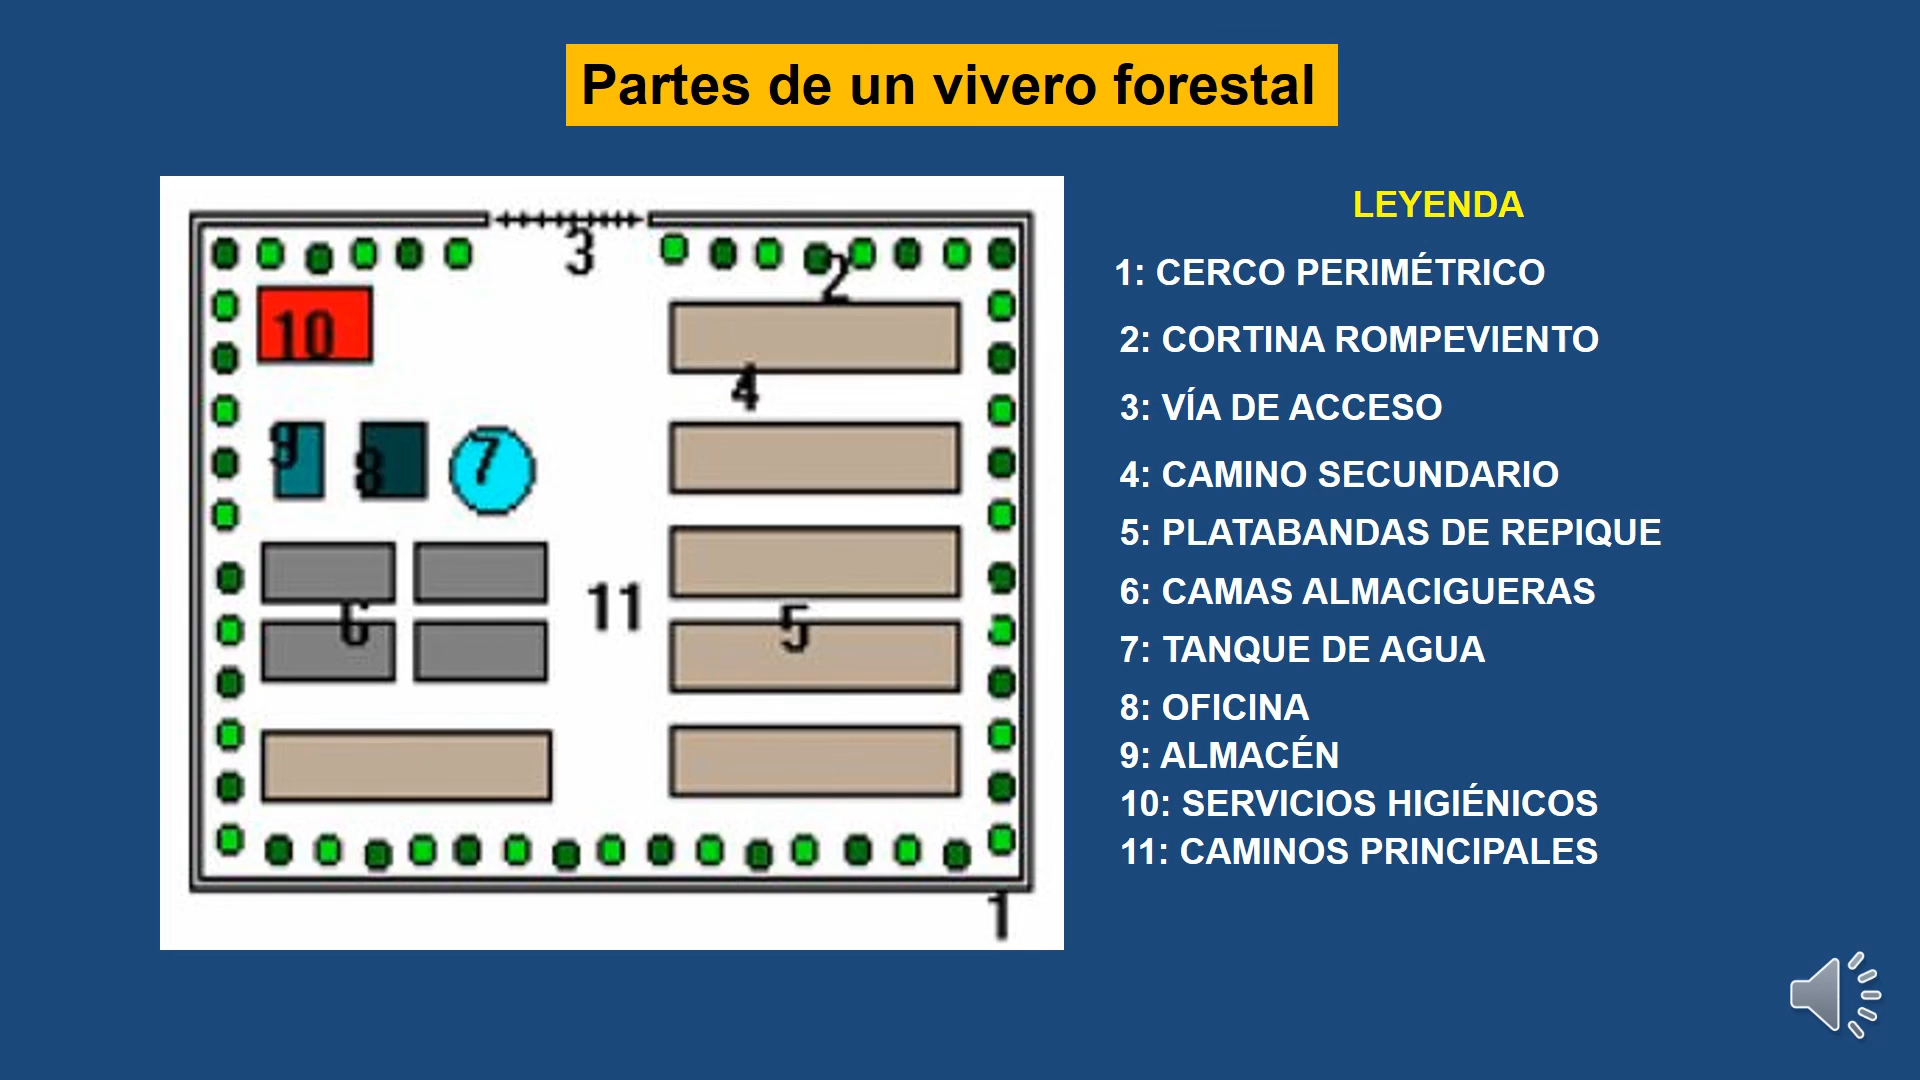 Partes de un vivero forestal
3
2
10
4
9
8
7
11
6
5
1
LEYENDA
1: CERCO PERIMÉTRICO
2: CORTINA ROMPEVIENTO
3: VÍA DE ACCESO
4: CAMINO SECUNDARIO
5: PLATABANDAS DE REPIQUE
6: CAMAS ALMACIGUERAS
7: TANQUE DE AGUA
8: OFICINA
9: ALMACÉN
10: SERVICIOS HIGIÉNICOS
11: CAMINOS PRINCIPALES